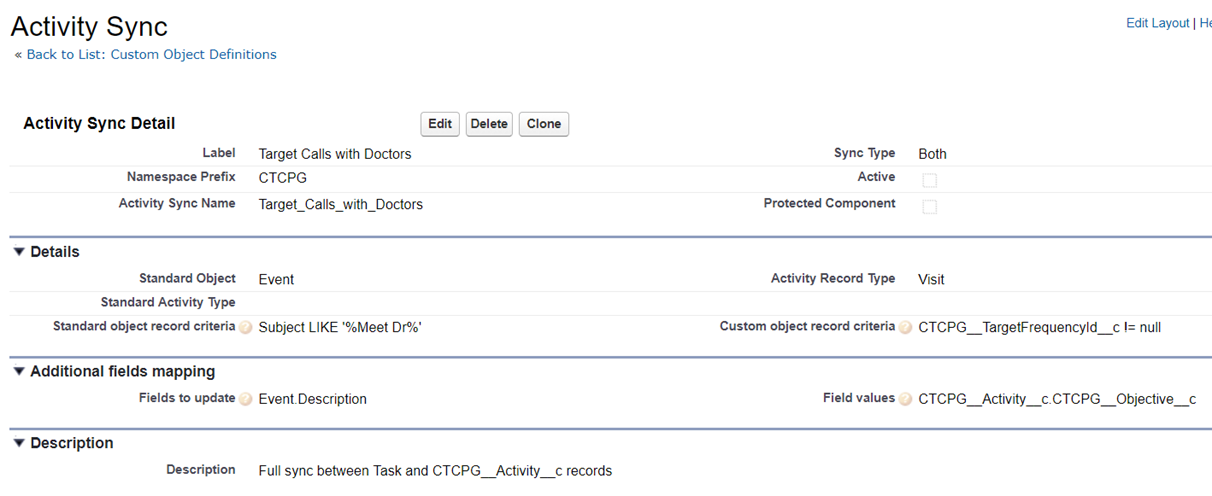 Activity Sync
Edit Layout |
« Back to List: Custom Object Definitions
Activity Sync Detail
Edit Delete Clone
Label Target Calls with Doctors Sync Type Both
Namespace Prefix CTCPG Active
Activity Sync Name Target_Calls_with_Doctors Protected Component
Details
Standard Object Event Activity Record Type Visit
Standard Activity Type
Standard object record criteria ? Subject LIKE '%Meet Dr%' Custom object record criteria ? CTCPG__TargetFrequencyId__c != null
Additional fields mapping
Fields to update ? Event.Description Field values ? CTCPG__Activity__c.CTCPG__Objective__c
Description
Description Full sync between Task and CTCPG__Activity__c records